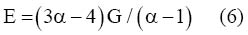 E = (3α − 4) G / (α − 1)    (6)